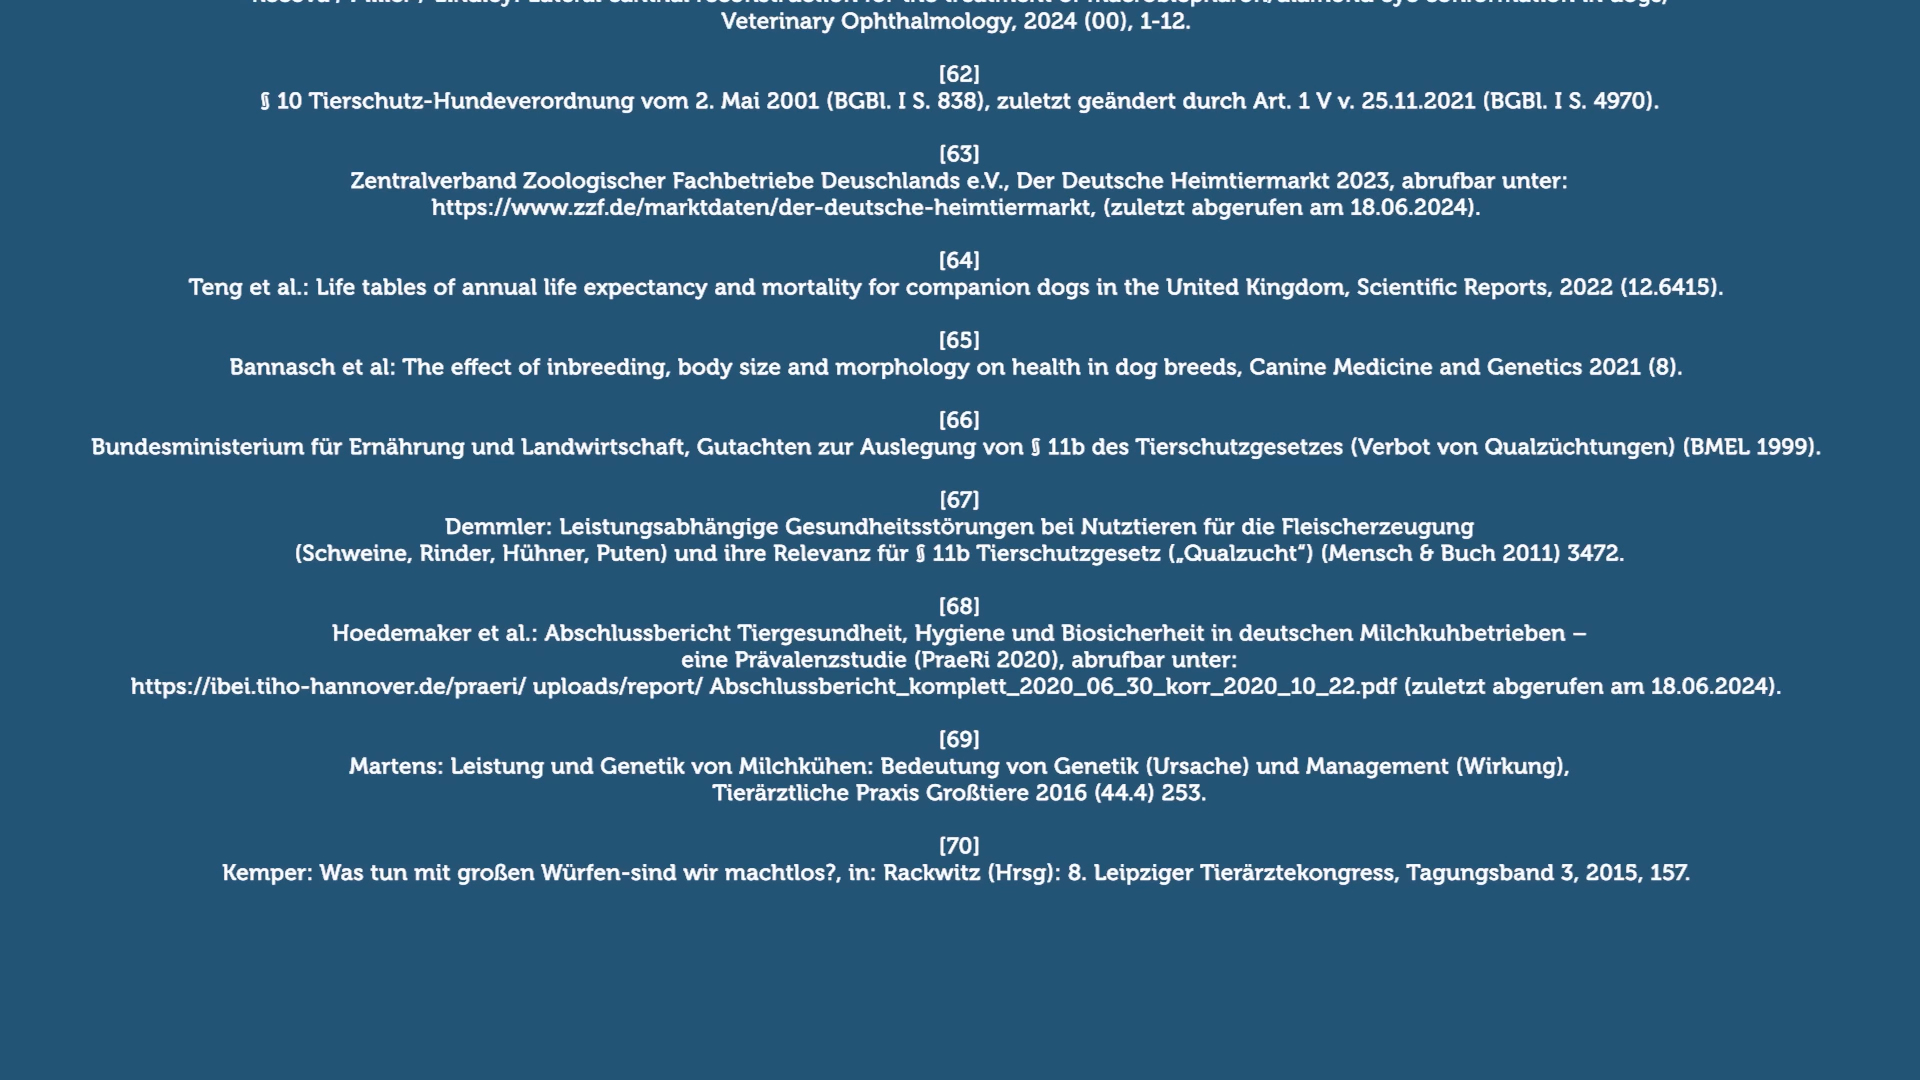 Veterinary Ophthalmology, 2024 (00), 1-12.
[62]
§ 10 Tierschutz-Hundeverordnung vom 2. Mai 2001 (BGBl. I S. 838), zuletzt geändert durch Art. 1 V v. 25.11.2021 (BGBl. I S. 4970).
[63]
Zentralverband Zoologischer Fachbetriebe Deuschlands e.V., Der Deutsche Heimtiermarkt 2023, abrufbar unter:
https://www.zzf.de/marktdaten/der-deutsche-heimtiermarkt, (zuletzt abgerufen am 18.06.2024).
[64]
Teng et al.: Life tables of annual life expectancy and mortality for companion dogs in the United Kingdom, Scientific Reports, 2022 (12.6415).
[65]
Bannasch et al: The effect of inbreeding, body size and morphology on health in dog breeds, Canine Medicine and Genetics 2021 (8).
[66]
Bundesministerium für Ernährung und Landwirtschaft, Gutachten zur Auslegung von § 11b des Tierschutzgesetzes (Verbot von Qualzüchtungen) (BMEL 1999).
[67]
Demmler: Leistungsabhängige Gesundheitsstörungen bei Nutztieren für die Fleischerzeugung
(Schweine, Rinder, Hühner, Puten) und ihre Relevanz für § 11b Tierschutzgesetz („Qualzucht“) (Mensch & Buch 2011) 3472.
[68]
Hoedemaker et al.: Abschlussbericht Tiergesundheit, Hygiene und Biosicherheit in deutschen Milchkuhbetrieben –
eine Prävalenzstudie (PraeRi 2020), abrufbar unter:
https://ibei.tiho-hannover.de/praeri/ uploads/report/ Abschlussbericht_komplett_2020_06_30_korr_2020_10_22.pdf (zuletzt abgerufen am 18.06.2024).
[69]
Martens: Leistung und Genetik von Milchkühen: Bedeutung von Genetik (Ursache) und Management (Wirkung),
Tierärztliche Praxis Großtiere 2016 (44.4) 253.
[70]
Kemper: Was tun mit großen Würfen-sind wir machtlos?, in: Rackwitz (Hrsg): 8. Leipziger Tierärztekongress, Tagungsband 3, 2015, 157.